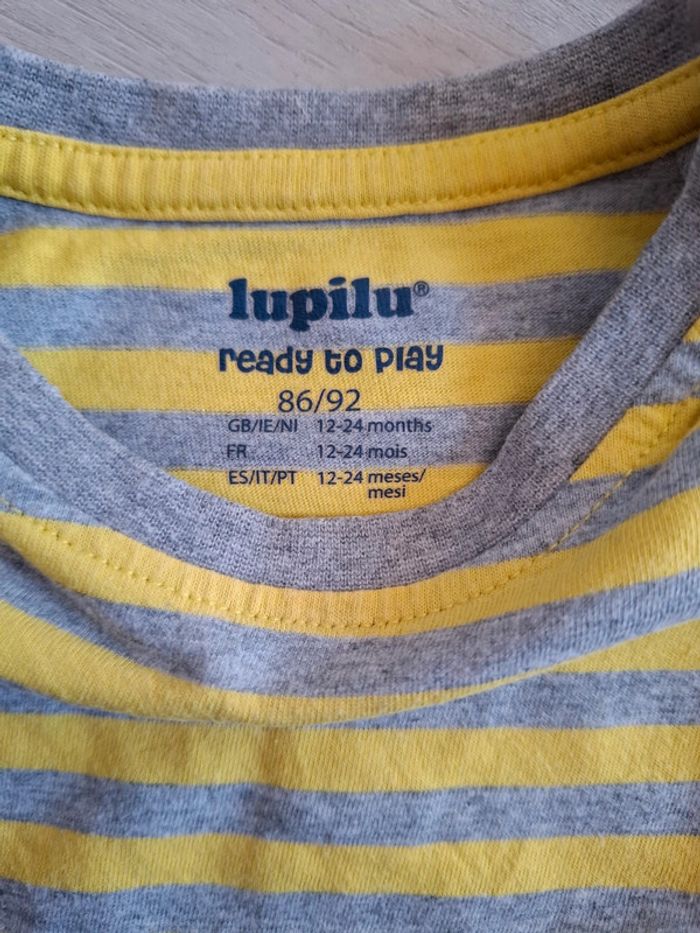 lupilu®
ready to play
86/92
GB/IE/NI 12-24 months
FR 12-24 mois
ES/IT/PT 12-24 meses/
mesi